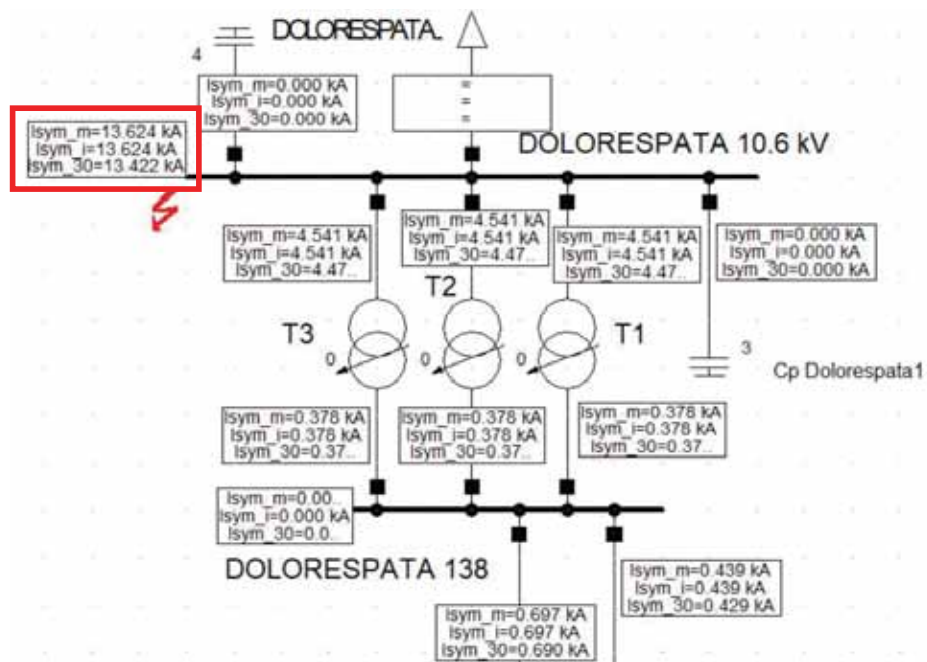 DOLORESPATA..
4
Isym_m=0.000 kA
Isym_i=0.000 kA
Isym_30=0.000 kA
=
=
=
Isym_m=13.624 kA
Isym_i=13.624 kA
Isym_30=13.422 kA
DOLORESPATA 10.6 kV
Isym_m=4.541 kA
Isym_i=4.541 kA
Isym_30=4.47..
Isym_m=4.541 kA
Isym_i=4.541 kA
Isym_30=4.47..
Isym_m=4.541 kA
Isym_i=4.541 kA
Isym_30=4.47..
Isym_m=0.000 kA
Isym_i=0.000 kA
Isym_30=0.000 kA
T3
T2
T1
0
0
0
3
Cp Dolorespata1
Isym_m=0.378 kA
Isym_i=0.378 kA
Isym_30=0.37..
Isym_m=0.378 kA
Isym_i=0.378 kA
Isym_30=0.37..
Isym_m=0.378 kA
Isym_i=0.378 kA
Isym_30=0.37..
Isym_m=0.00..
Isym_i=0.000 kA
Isym_30=0.0..
DOLORESPATA 138
Isym_m=0.697 kA
Isym_i=0.697 kA
Isym_30=0.690 kA
Isym_m=0.439 kA
Isym_i=0.439 kA
Isym_30=0.429 kA